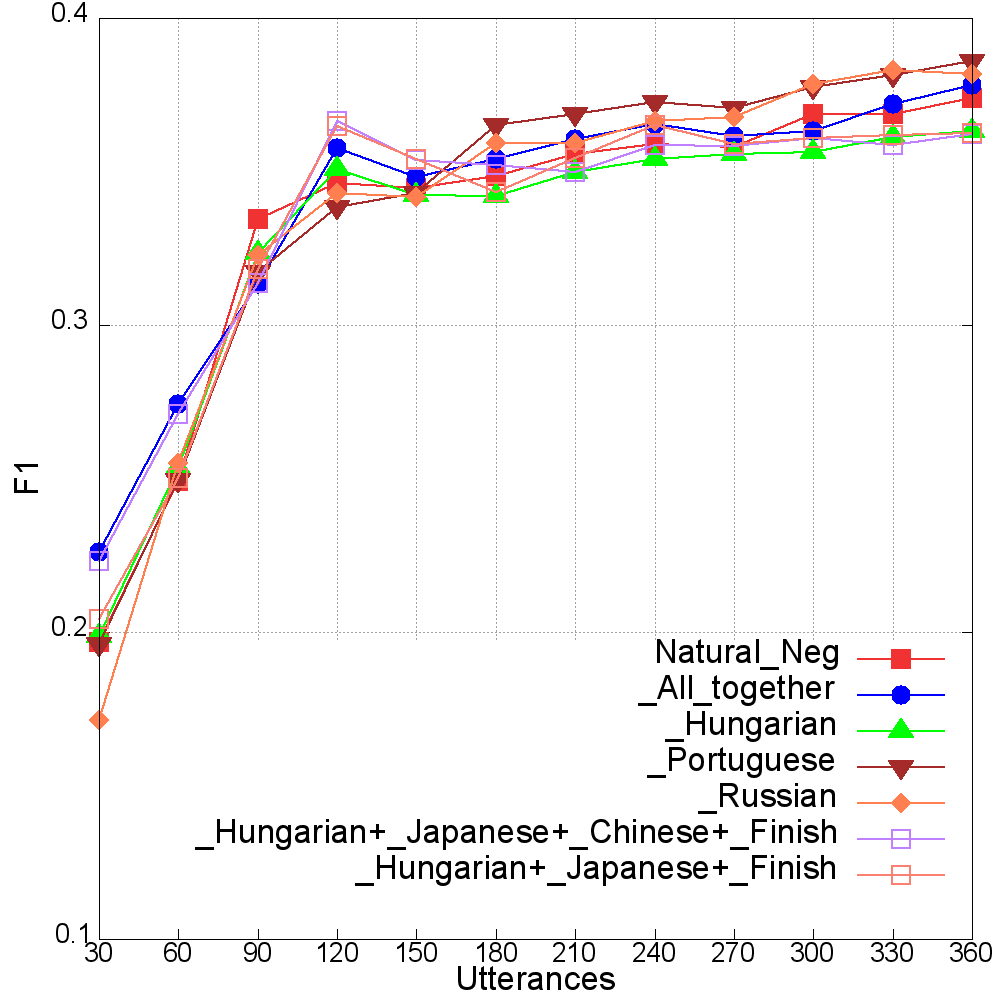 0.4
0.3
F1
0.2
0.1
Natural_Neg
_All_together
_Hungarian
_Portuguese
_Russian
_Hungarian+_Japanese+_Chinese+_Finish
_Hungarian+_Japanese+_Finish
30 60 90 120 150 180 210 240 270 300 330 360
Utterances